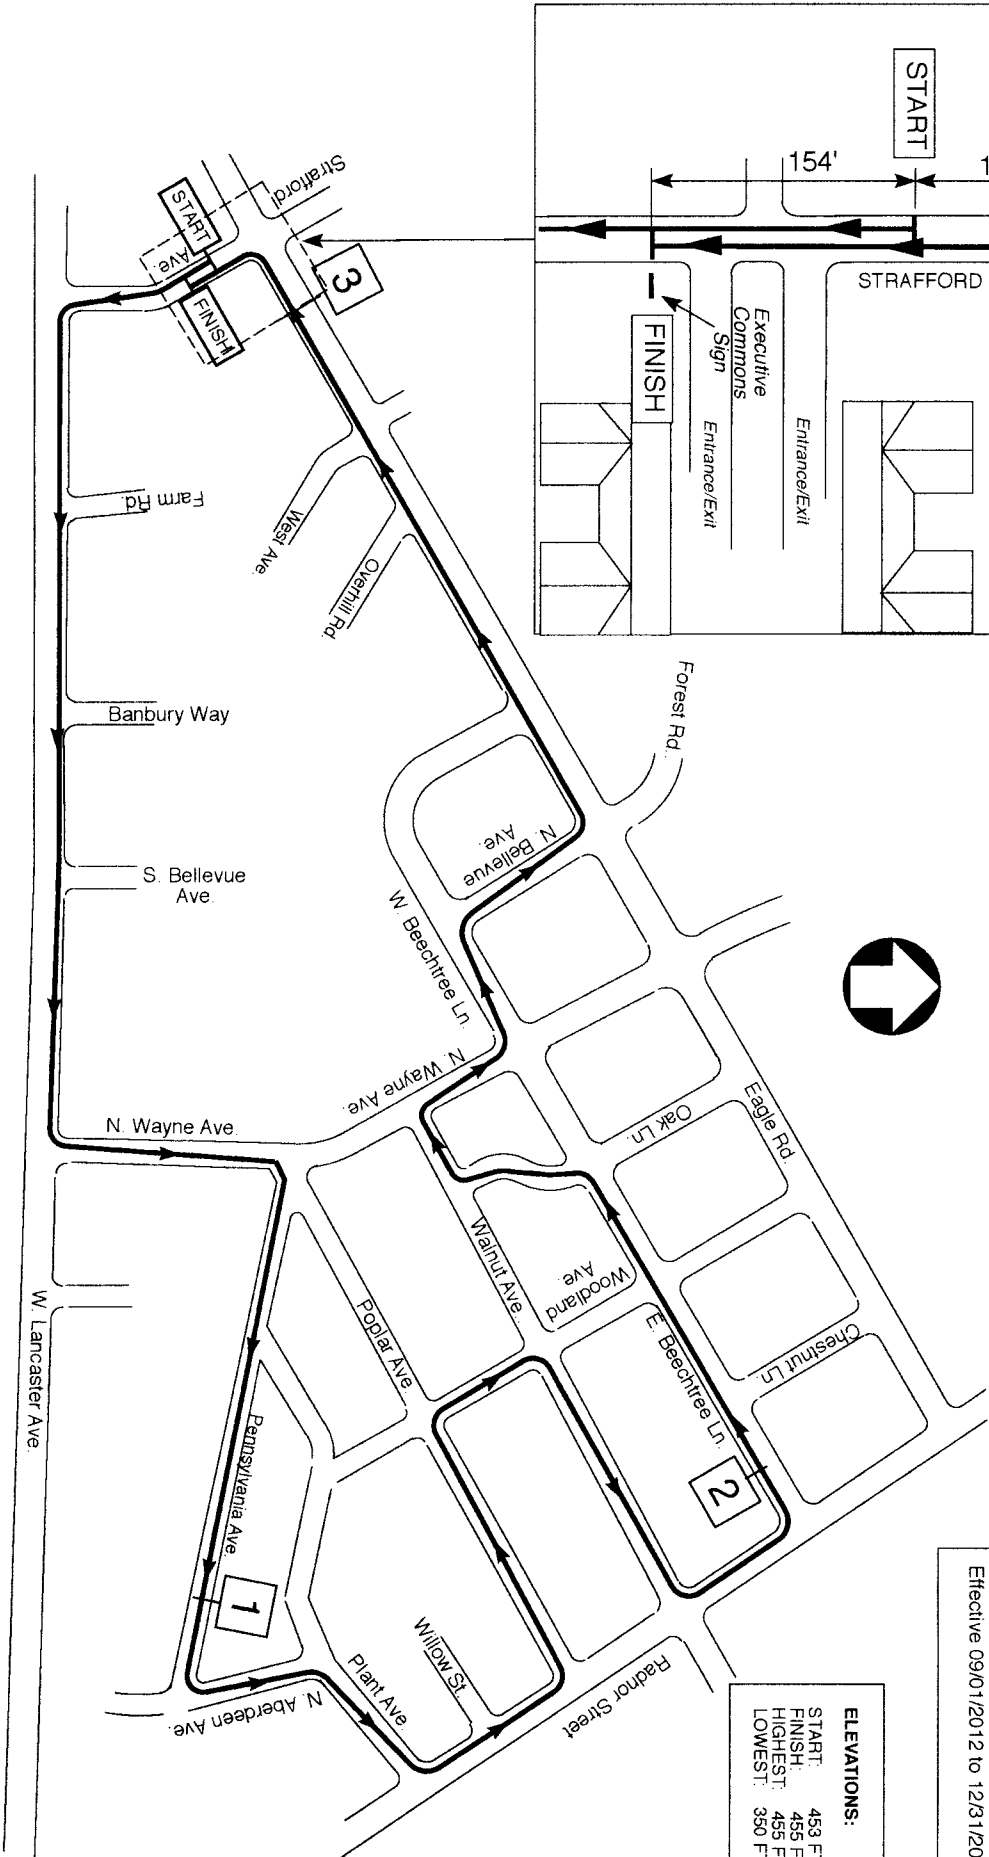 START
154'
STRAFFORD
Executive
Commons
Sign
FINISH
Entrance/Exit
Entrance/Exit
Strafford
Ave.
START
FINISH
3
Farm Rd.
West Ave.
Overhill Rd.
Banbury Way
S. Bellevue
Ave.
Forest Rd.
N. Bellevue
Ave.
W. Beechtree Ln.
N. Wayne Ave.
N. Wayne Ave.
Oak Ln.
Eagle Rd.
Walnut Ave.
Woodland
Ave.
E. Beechtree Ln.
Chestnut Ln.
Poplar Ave.
W. Lancaster Ave.
Pennsylvania Ave.
1
2
Willow St.
Plant Ave.
N. Aberdeen Ave.
Radnor Street
Effective 09/01/2012 to 12/31/20
ELEVATIONS:
START: 453 F
FINISH: 455 F
HIGHEST: 455 F
LOWEST: 350 F